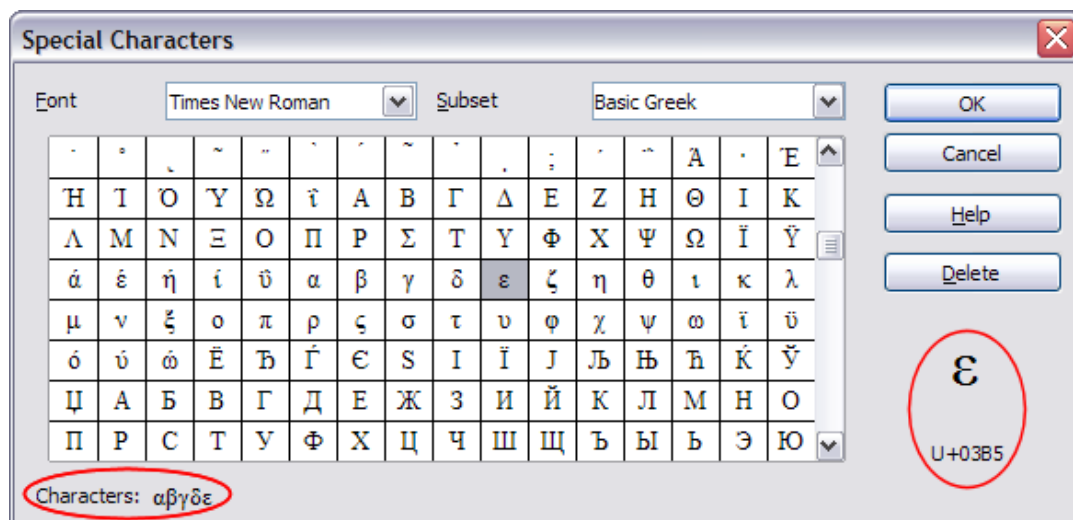 Special Characters
Font Times New Roman Subset Basic Greek OK
Cancel
Help
Delete
΄ Έ
Ή Ί Ό Ύ Ώ ΐ Α Β Γ Δ Ε Ζ Η Θ Ι Κ
Λ Μ Ν Ξ Ο Π Ρ Σ Τ Υ Φ Χ Ψ Ω Ϊ Ϋ
ά έ ή ί ΰ α β γ δ ε ζ η θ ι κ λ
μ ν ξ ο π ρ ς σ τ υ φ χ ψ ω ϊ ϋ
ό ύ ώ Ё Ђ Ѓ Є Ѕ І Ї Ј Љ Њ Ћ Ќ Ў
Џ А Б В Г Д Е Ж З И Й К Л М Н О
П Р С Т У Ф Х Ц Ч Ш Щ Ъ Ы Ь Э Ю
ε
U+03B5
Characters: αβγδε